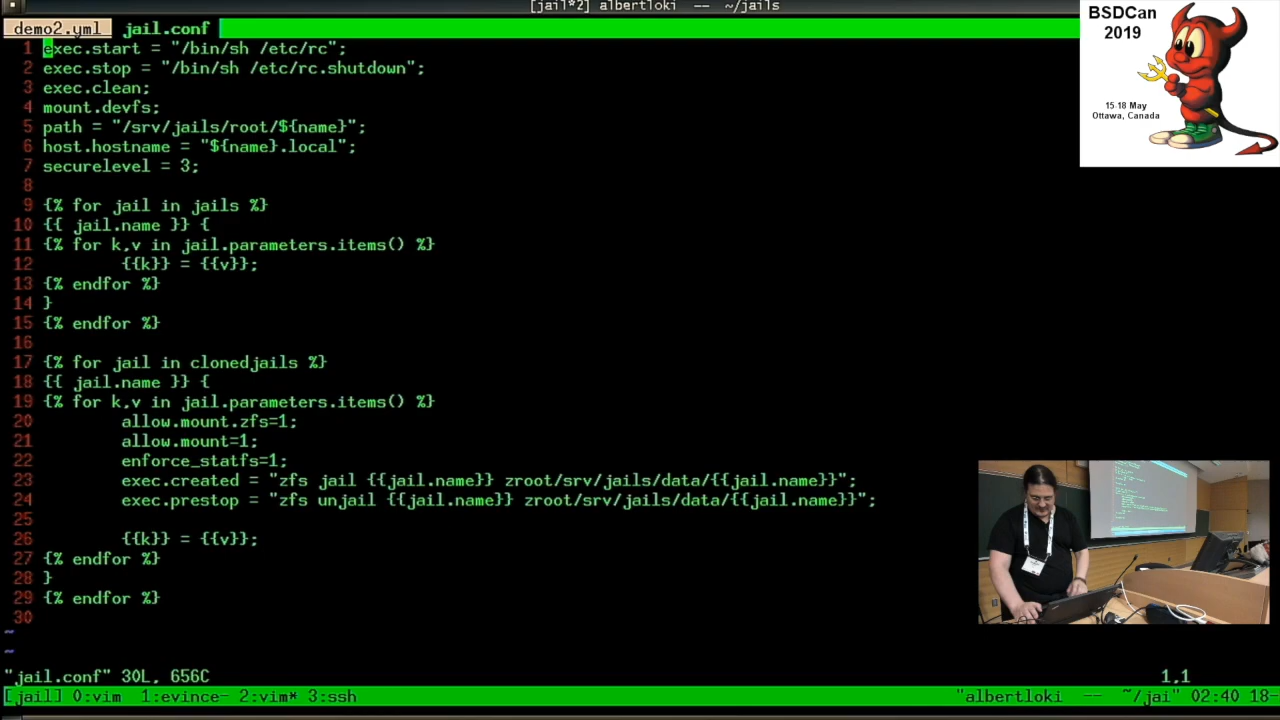 [jail*2] albertloki -- ~/jails
demo2.yml jail.conf
1 exec.start = "/bin/sh /etc/rc";
2 exec.stop = "/bin/sh /etc/rc.shutdown";
3 exec.clean;
4 mount.devfs;
5 path = "/srv/jails/root/${name}";
6 host.hostname = "${name}.local";
7 securelevel = 3;
8
9 {% for jail in jails %}
10 {{ jail.name }} {
11 {% for k,v in jail.parameters.items() %}
12 {{k}} = {{v}};
13 {% endfor %}
14 }
15 {% endfor %}
16
17 {% for jail in clonedjails %}
18 {{ jail.name }} {
19 {% for k,v in jail.parameters.items() %}
20 allow.mount.zfs=1;
21 allow.mount=1;
22 enforce_statfs=1;
23 exec.created = "zfs jail {{jail.name}} zroot/srv/jails/data/{{jail.name}}";
24 exec.prestop = "zfs unjail {{jail.name}} zroot/srv/jails/data/{{jail.name}}";
25
26 {{k}} = {{v}};
27 {% endfor %}
28 }
29 {% endfor %}
30
~
~
"jail.conf" 30L, 656C 1,1
[jail] 0:vim 1:evince- 2:vim* 3:ssh "albertloki -- ~/jai" 02:40 18-
BSDCan
2019
15-18 May
Ottawa, Canada